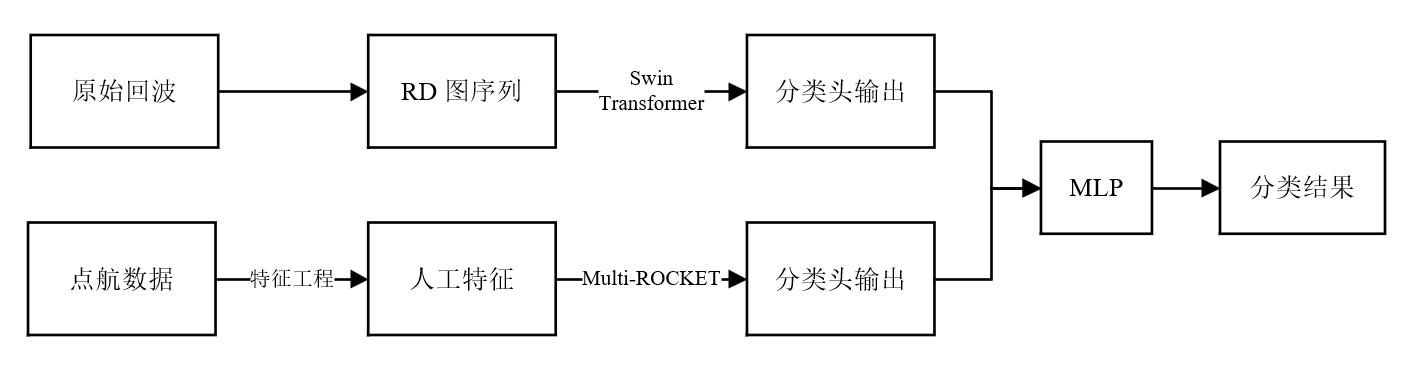 原始回波
RD 图序列
Swin
Transformer
分类头输出
点航数据
特征工程
人工特征
Multi-ROCKET
分类头输出
MLP
分类结果